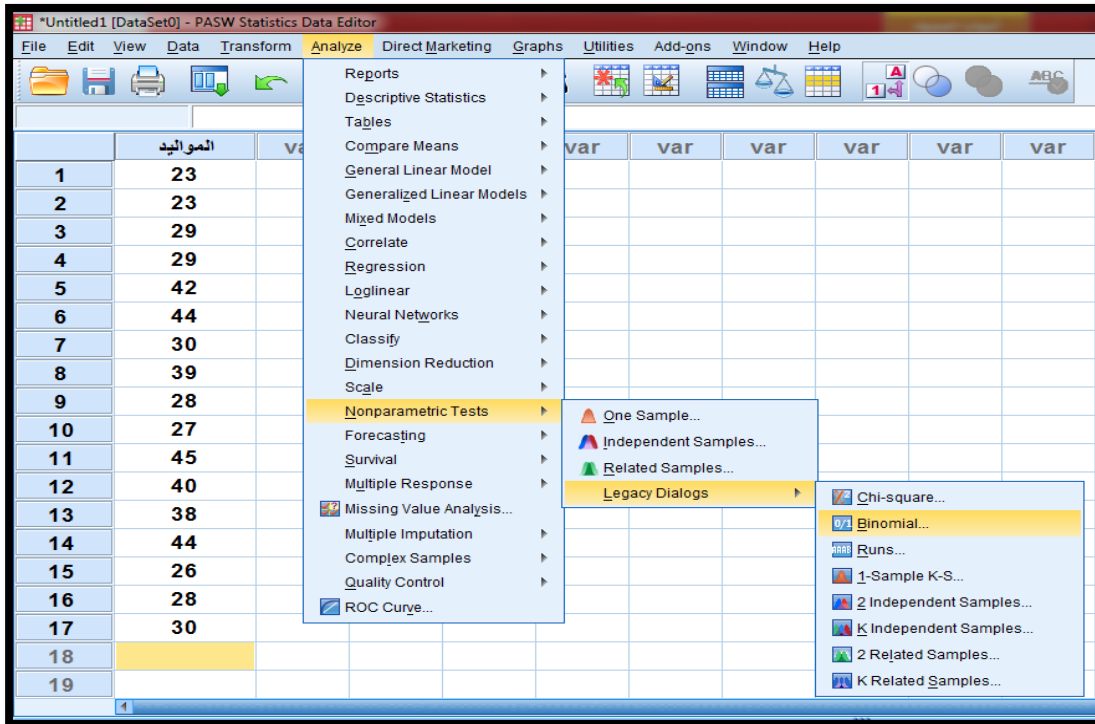 *Untitled1 [DataSet0] - PASW Statistics Data Editor
File Edit View Data Transform Analyze Direct Marketing Graphs Utilities Add-ons Window Help
A
1
ABC
Reports
Descriptive Statistics
Tables
Compare Means
General Linear Model
Generalized Linear Models
Mixed Models
Correlate
Regression
Loglinear
Neural Networks
Classify
Dimension Reduction
Scale
Nonparametric Tests
Forecasting
Survival
Multiple Response
Missing Value Analysis...
Multiple Imputation
Complex Samples
Quality Control
ROC Curve...
One Sample...
Independent Samples...
Related Samples...
Legacy Dialogs
Chi-square...
0/1 Binomial...
AAAB Runs...
1-Sample K-S...
2 Independent Samples...
K Independent Samples...
2 Related Samples...
K Related Samples...
المواليد va var var var var var var
1 23
2 23
3 29
4 29
5 42
6 44
7 30
8 39
9 28
10 27
11 45
12 40
13 38
14 44
15 26
16 28
17 30
18
19